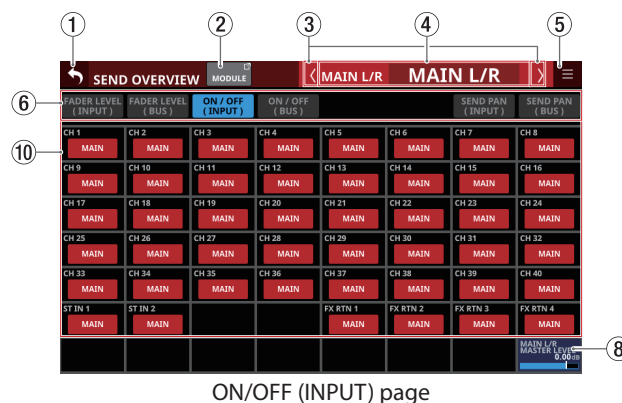 ① ② ③ ④ ⑤
SEND OVERVIEW MODULE MAIN L/R MAIN L/R
⑥
FADER LEVEL (INPUT) FADER LEVEL (BUS) ON / OFF (INPUT) ON / OFF (BUS) SEND PAN (INPUT) SEND PAN (BUS)
⑩
CH 1 CH 2 CH 3 CH 4 CH 5 CH 6 CH 7 CH 8
MAIN MAIN MAIN MAIN MAIN MAIN MAIN MAIN
CH 9 CH 10 CH 11 CH 12 CH 13 CH 14 CH 15 CH 16
MAIN MAIN MAIN MAIN MAIN MAIN MAIN MAIN
CH 17 CH 18 CH 19 CH 20 CH 21 CH 22 CH 23 CH 24
MAIN MAIN MAIN MAIN MAIN MAIN MAIN MAIN
CH 25 CH 26 CH 27 CH 28 CH 29 CH 30 CH 31 CH 32
MAIN MAIN MAIN MAIN MAIN MAIN MAIN MAIN
CH 33 CH 34 CH 35 CH 36 CH 37 CH 38 CH 39 CH 40
MAIN MAIN MAIN MAIN MAIN MAIN MAIN MAIN
ST IN 1 ST IN 2 FX RTN 1 FX RTN 2 FX RTN 3 FX RTN 4
MAIN MAIN MAIN MAIN MAIN MAIN
MAIN L/R
MASTER LEVEL
0.00dB
⑧
ON/OFF (INPUT) page